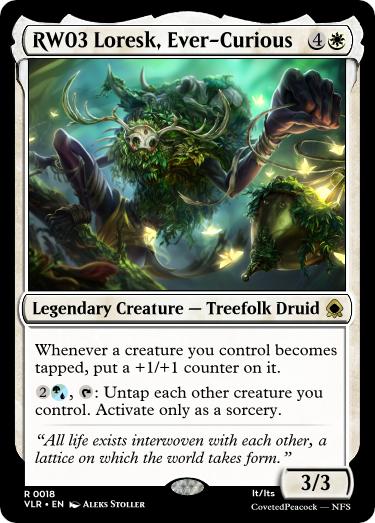 RW03 Loresk, Ever-Curious 4
Legendary Creature — Treefolk Druid
Whenever a creature you control becomes
tapped, put a +1/+1 counter on it.
2, : Untap each other creature you
control. Activate only as a sorcery.
“All life exists interwoven with each other, a
lattice on which the world takes form.”
3/3
R 0018 It/Its
VLR • EN ALEKS STOLLER CovetedPeacock — NFS